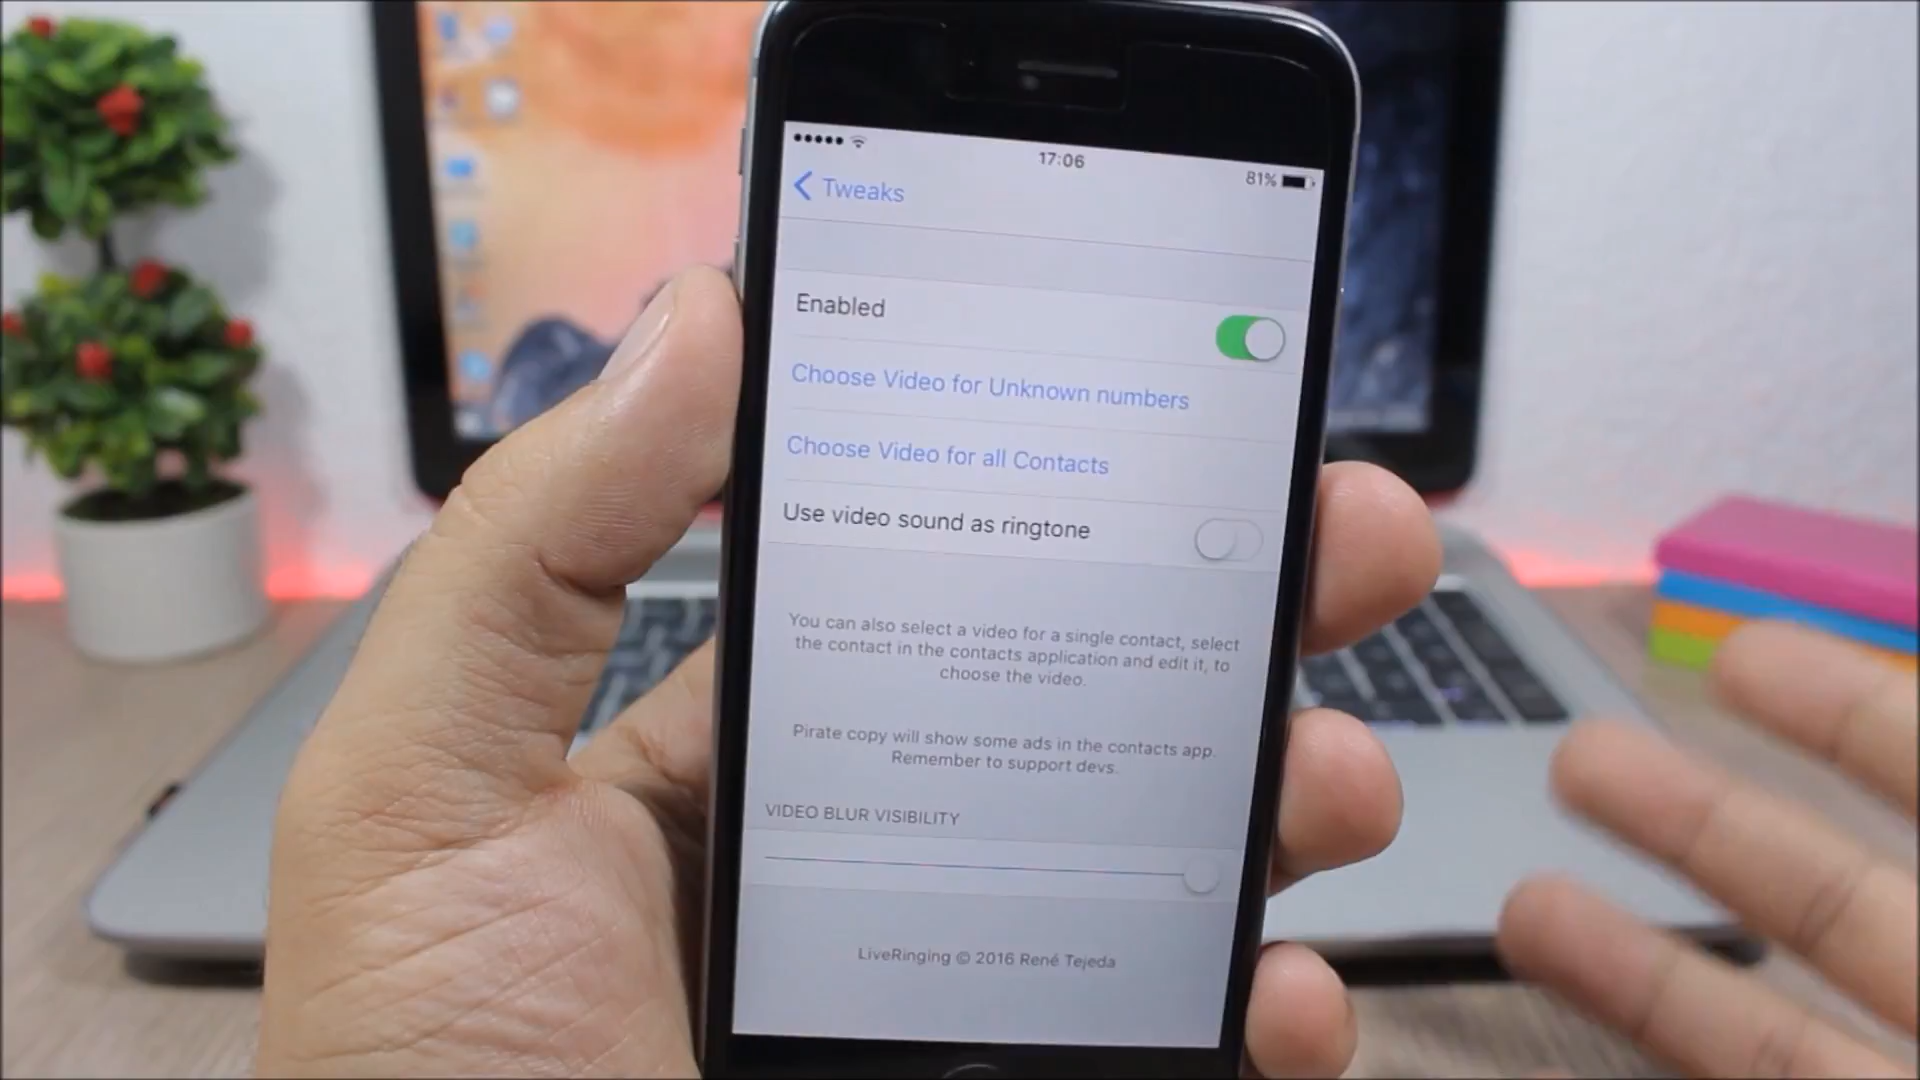 17:06
81%
Tweaks
Enabled
Choose Video for Unknown numbers
Choose Video for all Contacts
Use video sound as ringtone
You can also select a video for a single contact, select
the contact in the contacts application and edit it, to
choose the video.
Pirate copy will show some ads in the contacts app.
Remember to support devs.
VIDEO BLUR VISIBILITY
LiveRinging © 2016 René Tejeda